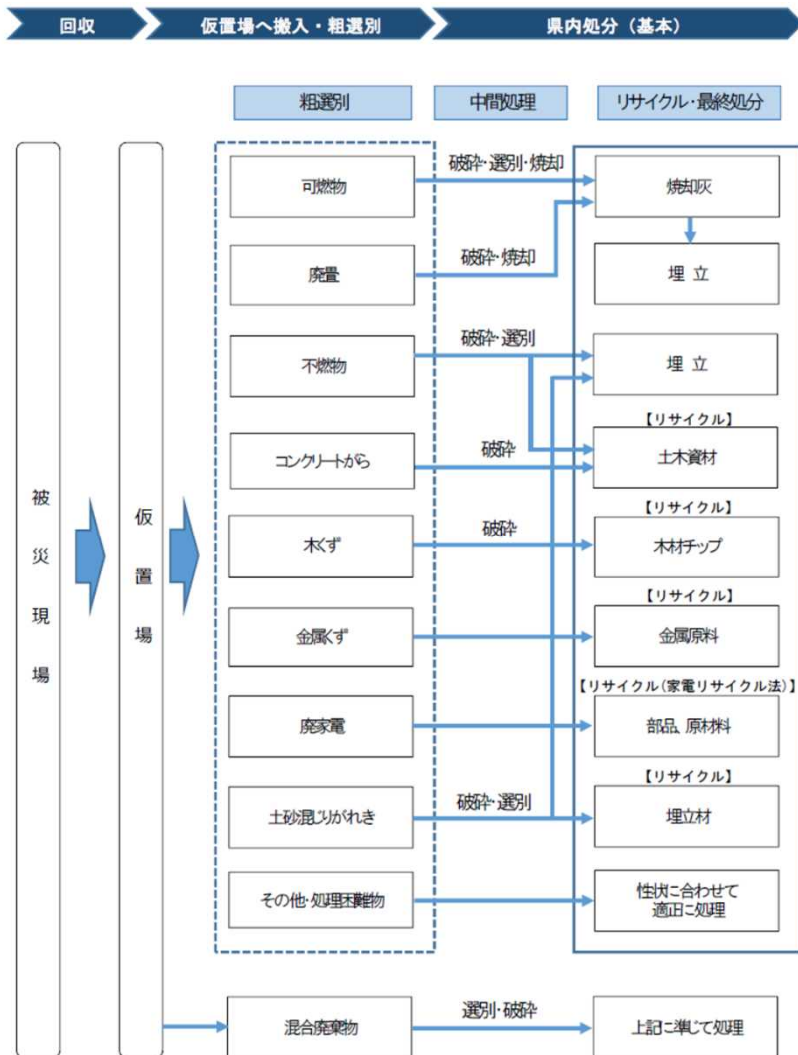 回収
仮置場へ搬入・粗選別
県内処分（基本）
粗選別
中間処理
リサイクル・最終処分
被災現場
仮置場
可燃物
破砕・選別・焼却
焼却灰
廃畳
破砕・焼却
埋 立
不燃物
破砕・選別
埋 立
コンクリートがら
破砕
【リサイクル】
土木資材
木くず
破砕
【リサイクル】
木材チップ
金属くず
【リサイクル】
金属原料
廃家電
【リサイクル（家電リサイクル法）】
部品、原材料
土砂混じりがれき
破砕・選別
【リサイクル】
埋立材
その他・処理困難物
性状に合わせて
適正に処理
混合廃棄物
選別・破砕
上記に準じて処理